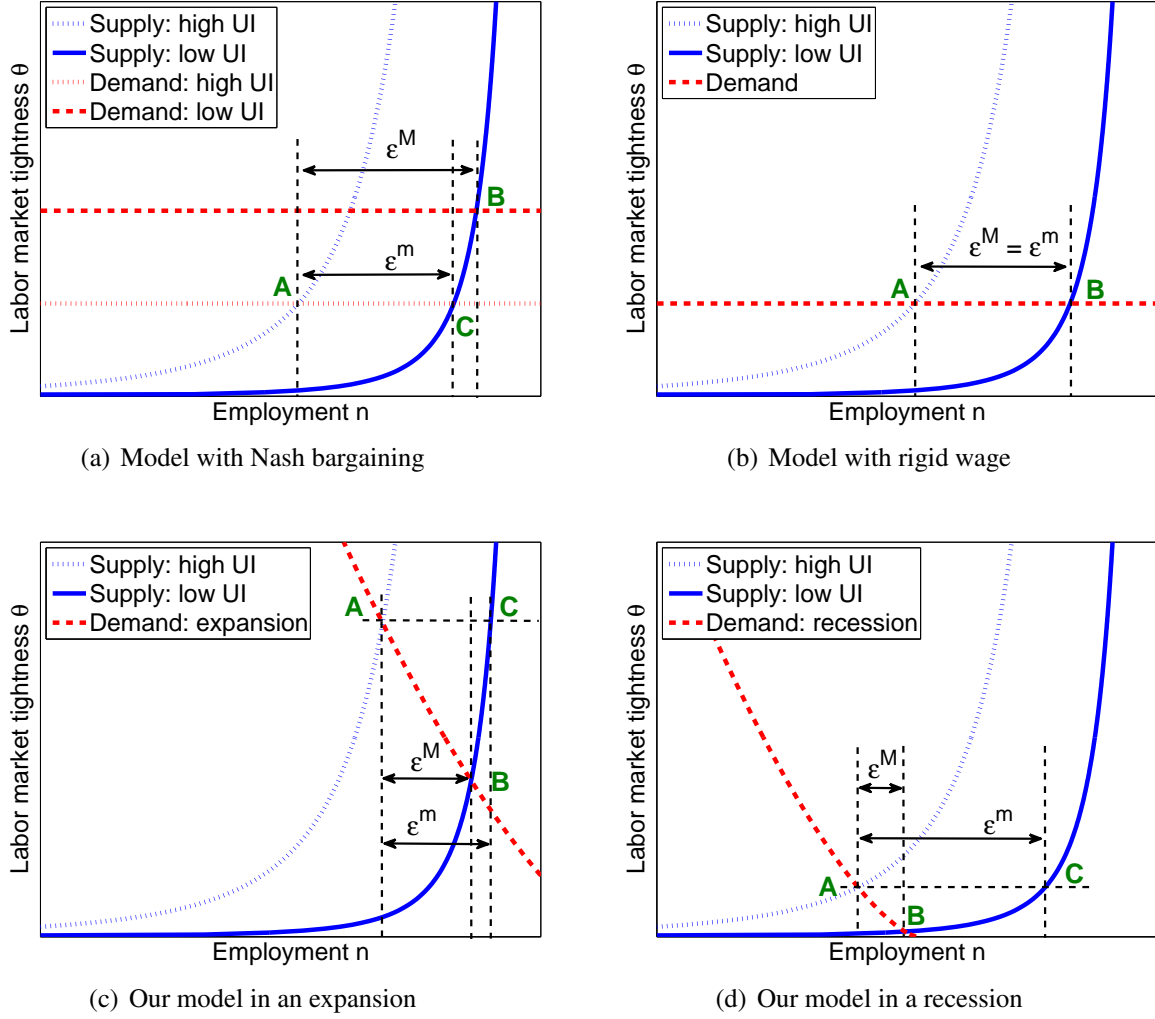 Supply: high UI
Supply: low UI
Demand: high UI
Demand: low UI
Labor market tightness θ
ε^M
B
ε^m
A
C
Employment n
(a) Model with Nash bargaining
Supply: high UI
Supply: low UI
Demand
Labor market tightness θ
ε^M = ε^m
A
B
Employment n
(b) Model with rigid wage
Supply: high UI
Supply: low UI
Demand: expansion
Labor market tightness θ
A
C
ε^M
B
ε^m
Employment n
(c) Our model in an expansion
Supply: high UI
Supply: low UI
Demand: recession
Labor market tightness θ
ε^M
ε^m
A
C
B
Employment n
(d) Our model in a recession